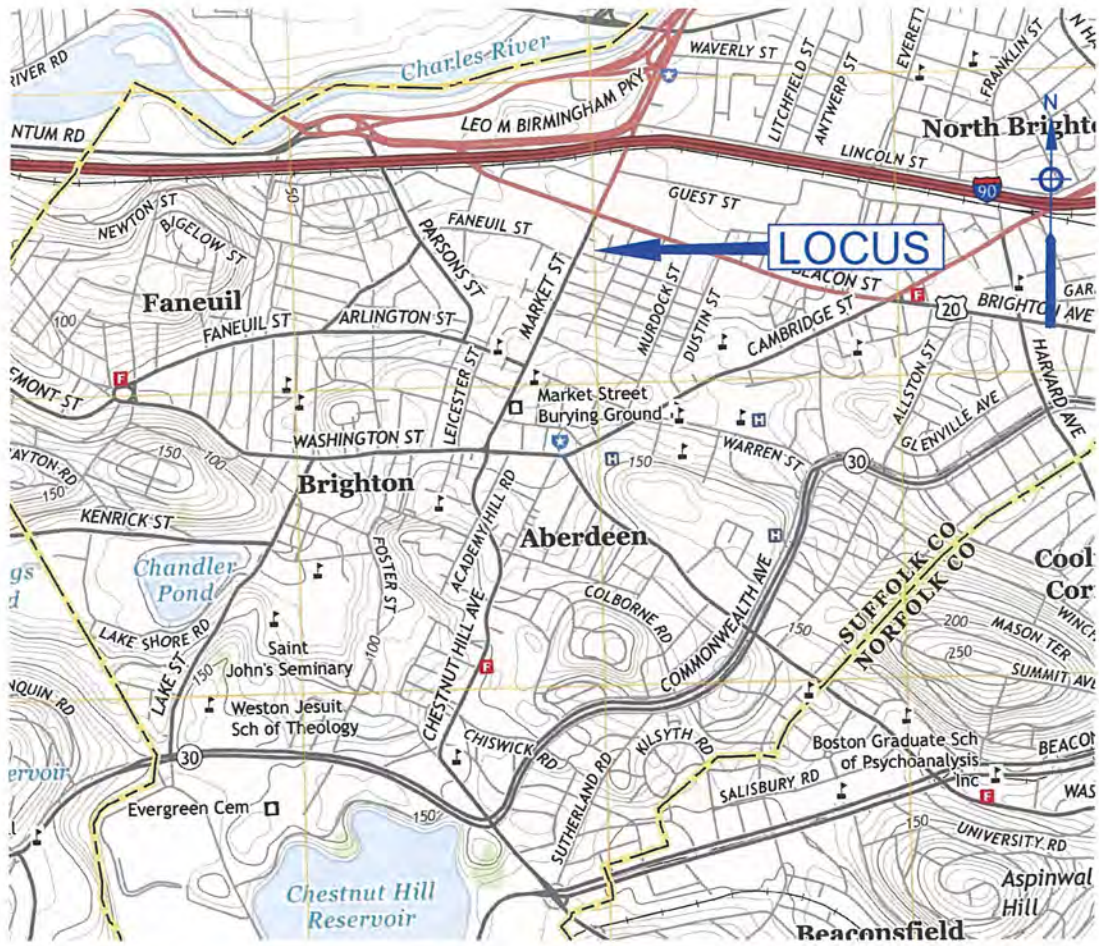 Charles River
RIVER RD
WAVERLY ST
LITCHFIELD ST
ANTWERP ST
EVERETT
FRANKLIN ST
N HA
LEO M BIRMINGHAM PKY
NTUM RD
North Bright
N
LINCOLN ST
90
50
NEWTON ST
BIGELOW ST
PARSONS ST
FANEUIL ST
GUEST ST
MARKET ST
LOCUS
BEACON ST
MURDOCK ST
DUSTIN ST
CAMBRIDGE ST
F
20
BRIGHTON AVE
GAR
Faneuil
100
FANEUIL ST
ARLINGTON ST
F
EMONT ST
LEICESTER ST
Market Street
Burying Ground
H
ALLSTON ST
GLENVILLE AVE
HARVARD AVE
WASHINGTON ST
WARREN ST
H
150
30
150
100
AYTON RD
150
Brighton
KENRICK ST
ACADEMY HILL RD
Aberdeen
H
Chandler
Pond
FOSTER ST
COLBORNE RD
COMMONWEALTH AVE
SUFFOLK CO
NORFOLK CO
Cool
Cor
WINCH
gs
d
LAKE SHORE RD
Saint
John's Seminary
100
CHESTNUT HILL AVE
F
150
200
250
MASON TER
SUMMIT AVE
LAKE ST
150
NQUIN RD
Weston Jesuit
Sch of Theology
CHISWICK RD
KILSYTH RD
SUTHERLAND RD
Boston Graduate Sch
of Psychoanalysis
Inc
BEACO
30
ervoir
SALISBURY RD
F
WAS
Evergreen Cem
150
150
UNIVERSITY RD
Chestnut Hill
Reservoir
Aspinwal
Hill
Beaconsfield